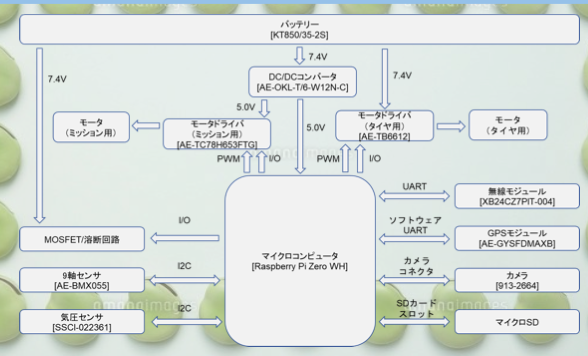 バッテリー
[KT850/35-2S]
7.4V
7.4V
7.4V
DC/DCコンバータ
[AE-OKL-T/6-W12N-C]
5.0V
5.0V
モータ
(ミッション用)
モータドライバ
(ミッション用)
[AE-TC78H653FTG]
モータドライバ
(タイヤ用)
[AE-TB6612]
モータ
(タイヤ用)
PWM
I/O
PWM
I/O
マイクロコンピュータ
[Raspberry Pi Zero WH]
I/O
MOSFET/溶断回路
I2C
9軸センサ
[AE-BMX055]
I2C
気圧センサ
[SSCI-022361]
UART
無線モジュール
[XB24CZ7PIT-004]
ソフトウェア
UART
GPSモジュール
[AE-GYSFDMAXB]
カメラ
コネクタ
カメラ
[913-2664]
SDカード
スロット
マイクロSD